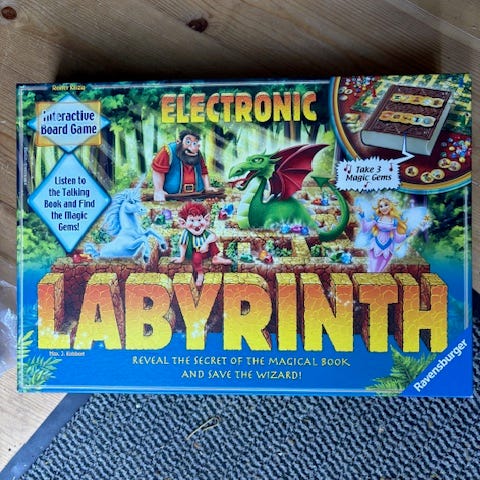 Reiner Knizia
ELECTRONIC
Interactive
Board Game
Listen to
the Talking
Book and Find
the Magic
Gems!
Take 3
Magic Gems
LABYRINTH
Max. J. Kobbert
REVEAL THE SECRET OF THE MAGICAL BOOK
AND SAVE THE WIZARD!
Ravensburger